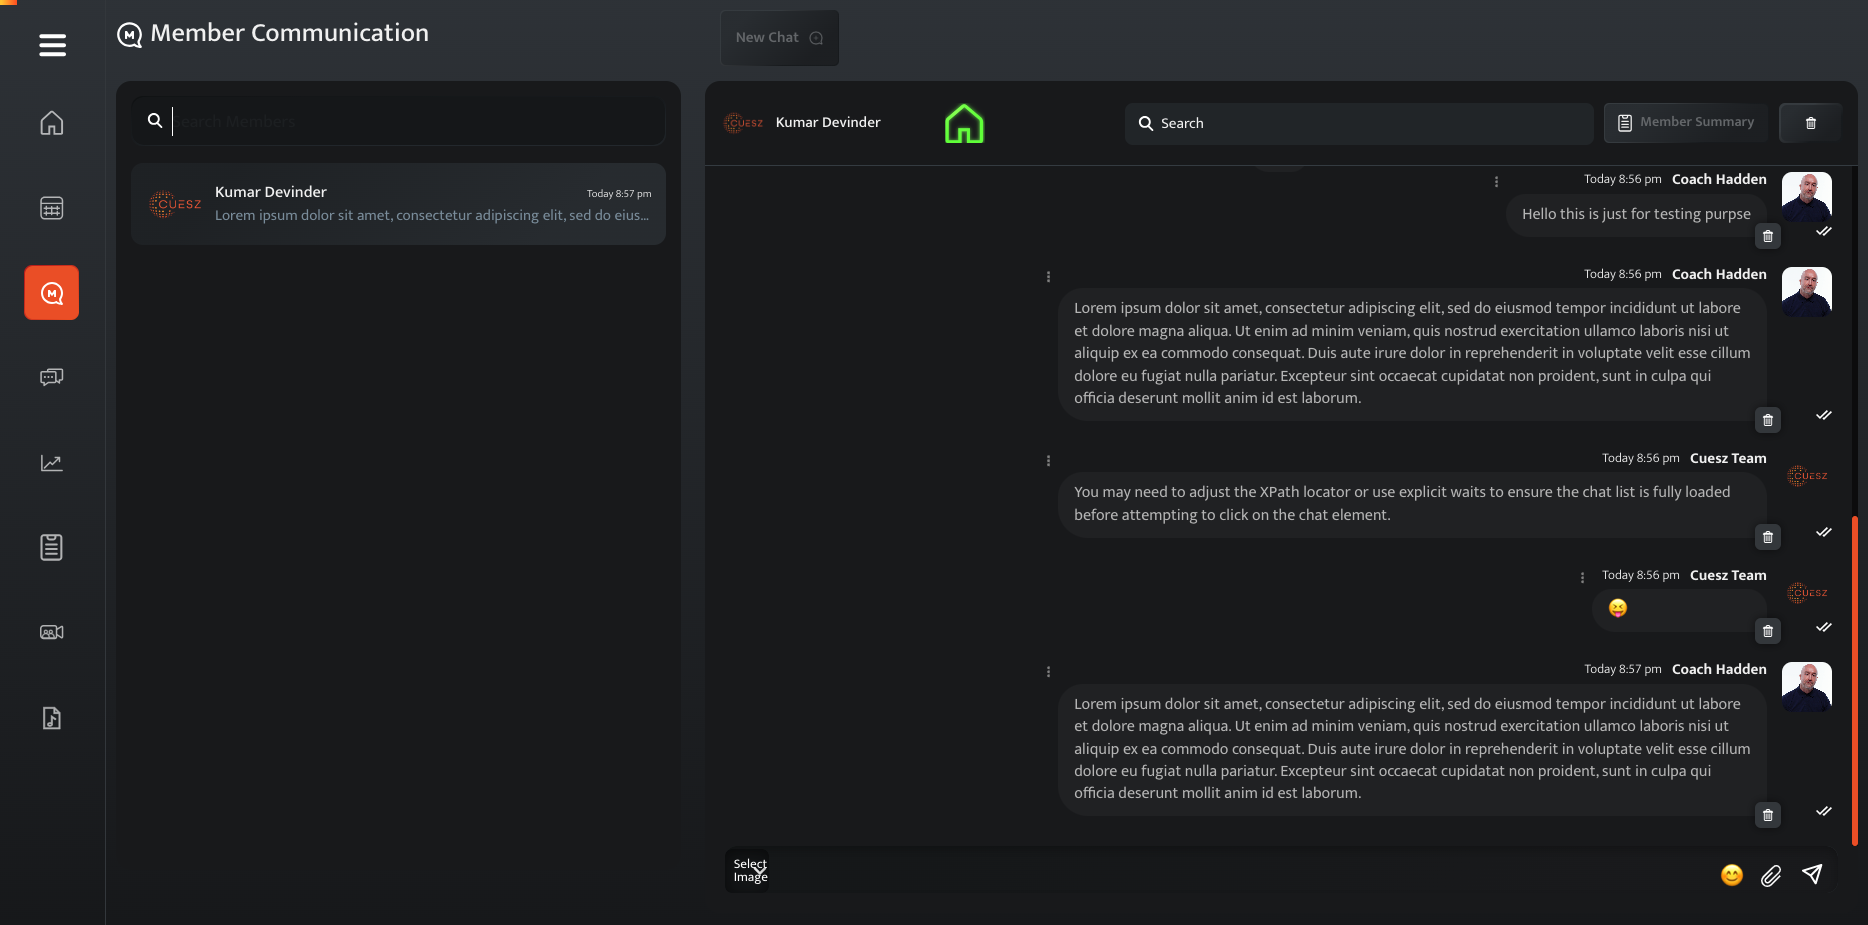 Member Communication
New Chat
Search Members
CUESZ
Kumar Devinder
Today 8:57 pm
Lorem ipsum dolor sit amet, consectetur adipiscing elit, sed do eius...
CUESZ
Kumar Devinder
Search
Member Summary
Today 8:56 pm Coach Hadden
Hello this is just for testing purpse
Today 8:56 pm Coach Hadden
Lorem ipsum dolor sit amet, consectetur adipiscing elit, sed do eiusmod tempor incididunt ut labore
et dolore magna aliqua. Ut enim ad minim veniam, quis nostrud exercitation ullamco laboris nisi ut
aliquip ex ea commodo consequat. Duis aute irure dolor in reprehenderit in voluptate velit esse cillum
dolore eu fugiat nulla pariatur. Excepteur sint occaecat cupidatat non proident, sunt in culpa qui
officia deserunt mollit anim id est laborum.
Today 8:56 pm Cuesz Team
CUESZ
You may need to adjust the XPath locator or use explicit waits to ensure the chat list is fully loaded
before attempting to click on the chat element.
Today 8:56 pm Cuesz Team
CUESZ
😝
Today 8:57 pm Coach Hadden
Lorem ipsum dolor sit amet, consectetur adipiscing elit, sed do eiusmod tempor incididunt ut labore
et dolore magna aliqua. Ut enim ad minim veniam, quis nostrud exercitation ullamco laboris nisi ut
aliquip ex ea commodo consequat. Duis aute irure dolor in reprehenderit in voluptate velit esse cillum
dolore eu fugiat nulla pariatur. Excepteur sint occaecat cupidatat non proident, sunt in culpa qui
officia deserunt mollit anim id est laborum.
Select
Image